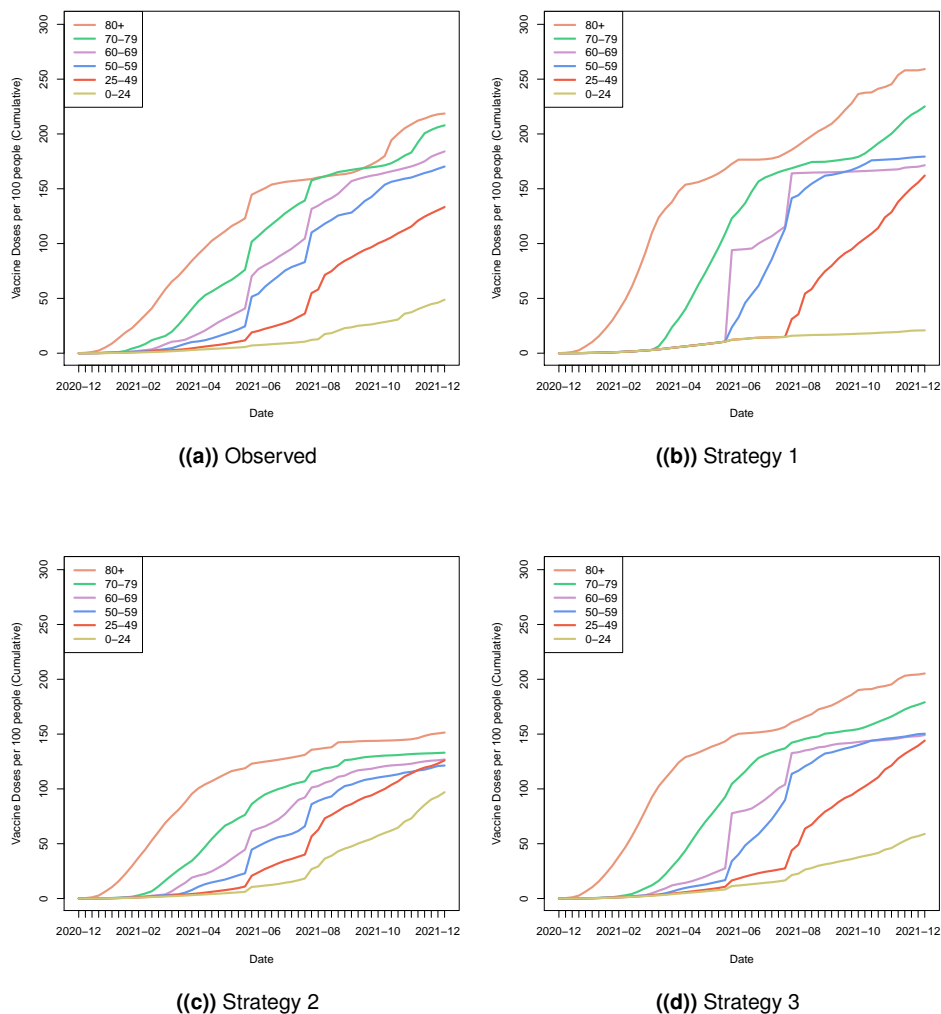 80+
70−79
60−69
50−59
25−49
0−24
Vaccine Doses per 100 people (Cumulative)
0 50 100 150 200 250 300
2020−12 2021−02 2021−04 2021−06 2021−08 2021−10 2021−12
Date
((a)) Observed
80+
70−79
60−69
50−59
25−49
0−24
Vaccine Doses per 100 people (Cumulative)
0 50 100 150 200 250 300
2020−12 2021−02 2021−04 2021−06 2021−08 2021−10 2021−12
Date
((b)) Strategy 1
80+
70−79
60−69
50−59
25−49
0−24
Vaccine Doses per 100 people (Cumulative)
0 50 100 150 200 250 300
2020−12 2021−02 2021−04 2021−06 2021−08 2021−10 2021−12
Date
((c)) Strategy 2
80+
70−79
60−69
50−59
25−49
0−24
Vaccine Doses per 100 people (Cumulative)
0 50 100 150 200 250 300
2020−12 2021−02 2021−04 2021−06 2021−08 2021−10 2021−12
Date
((d)) Strategy 3